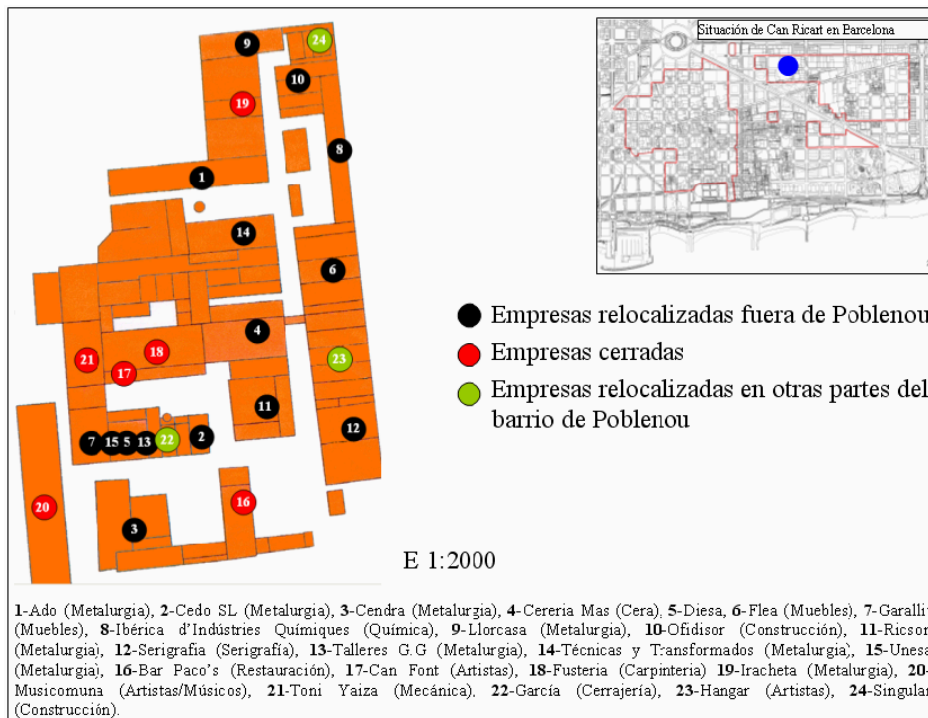 Situación de Can Ricart en Barcelona
9
24
10
19
8
1
14
6
4
18
21
23
17
11
12
7 15 5 13 22 2
20
16
3
Empresas relocalizadas fuera de Poblenou
Empresas cerradas
Empresas relocalizadas en otras partes del
barrio de Poblenou
E 1:2000
1-Ado (Metalurgia), 2-Cedo SL (Metalurgia), 3-Cendra (Metalurgia), 4-Cereria Mas (Cera), 5-Diesa, 6-Flea (Muebles), 7-Garallit
(Muebles), 8-Ibérica d'Indústries Químiques (Química), 9-Llorcasa (Metalurgia), 10-Ofidisor (Construcción), 11-Ricson
(Metalurgia), 12-Serigrafia (Serigrafía), 13-Talleres G.G (Metalurgia), 14-Técnicas y Transformados (Metalurgia), 15-Unesa
(Metalurgia), 16-Bar Paco's (Restauración), 17-Can Font (Artistas), 18-Fusteria (Carpinteria) 19-Iracheta (Metalurgia), 20-
Musicomuna (Artistas/Músicos), 21-Toni Yaiza (Mecánica). 22-García (Cerrajería), 23-Hangar (Artistas), 24-Singular
(Construcción).